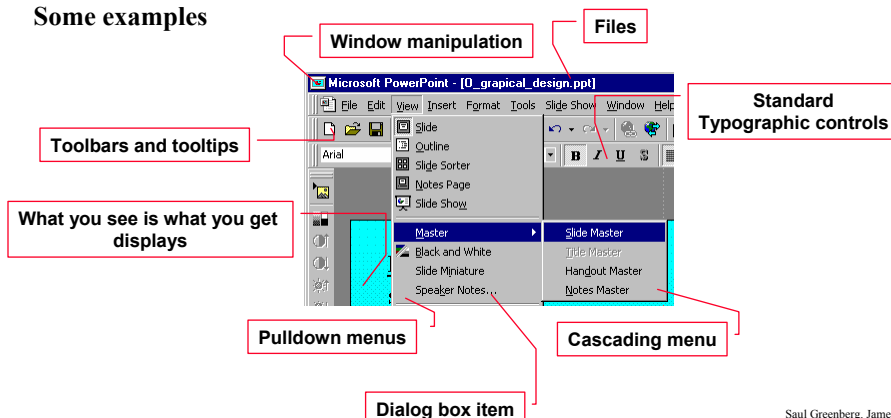 Some examples
Window manipulation
Files
Microsoft PowerPoint - [O_grapical_design.ppt]
File Edit View Insert Format Tools Slide Show Window Help
Standard
Typographic controls
Toolbars and tooltips
Arial
B I U S
Slide
Outline
Slide Sorter
Notes Page
Slide Show
What you see is what you get
displays
Master
Black and White
Slide Miniature
Speaker Notes...
Slide Master
Title Master
Handout Master
Notes Master
Pulldown menus
Cascading menu
Dialog box item
Saul Greenberg, Jame